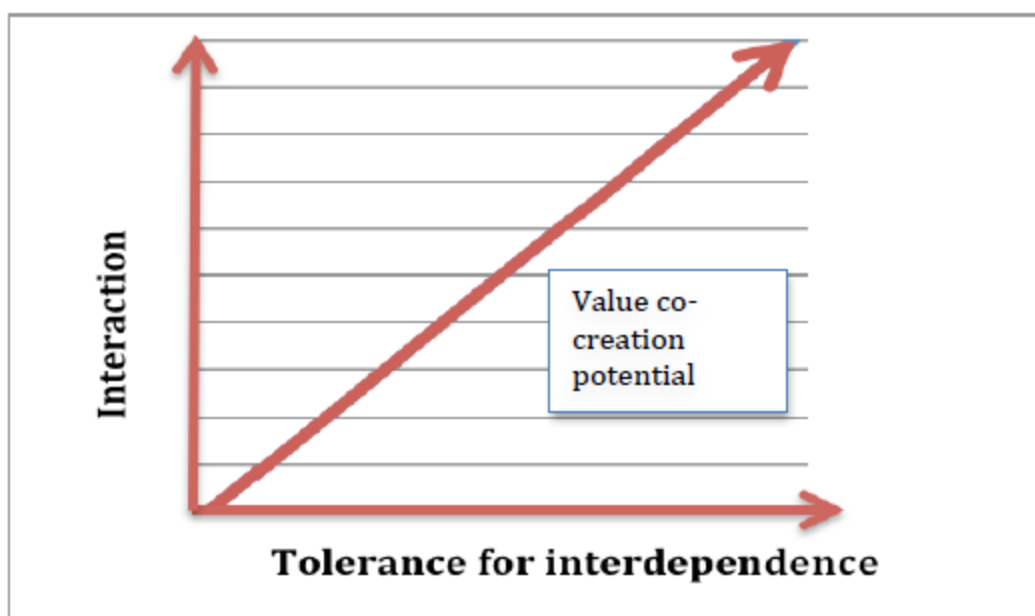 Interaction
Value co-
creation
potential
Tolerance for interdependence